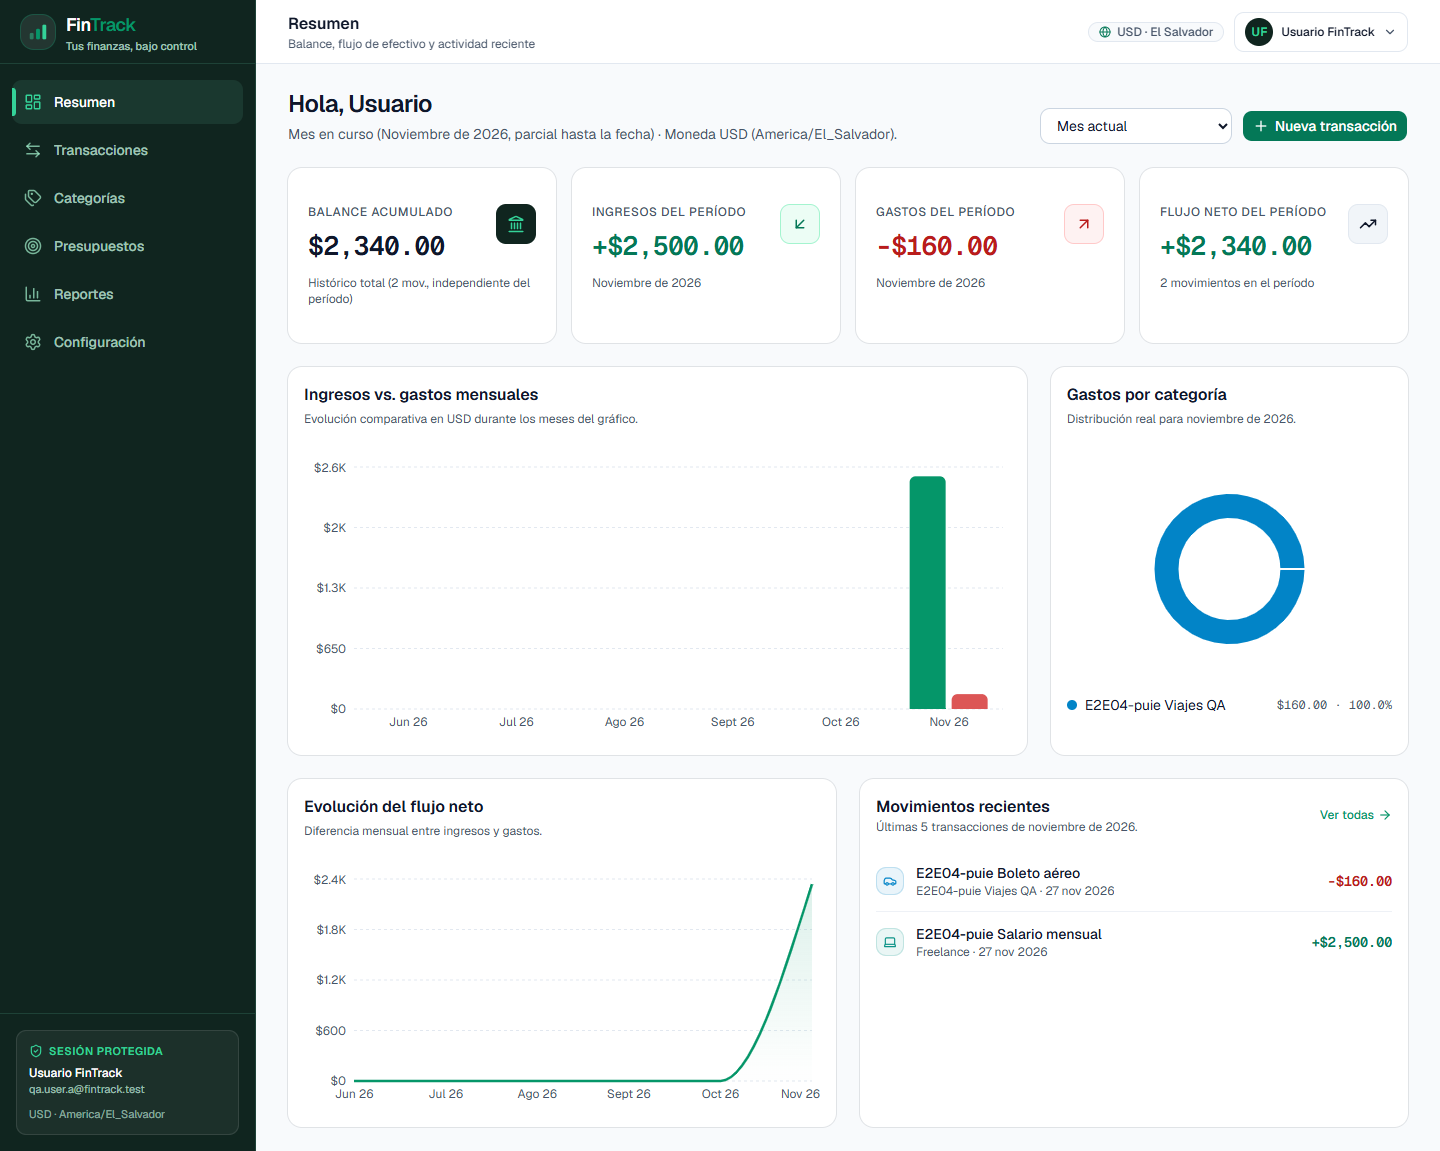 FinTrack
Tus finanzas, bajo control
Resumen
Transacciones
Categorías
Presupuestos
Reportes
Configuración
SESIÓN PROTEGIDA
Usuario FinTrack
qa.user.a@fintrack.test
USD · America/El_Salvador
Resumen
Balance, flujo de efectivo y actividad reciente
USD · El Salvador
UF
Usuario FinTrack
Hola, Usuario
Mes en curso (Noviembre de 2026, parcial hasta la fecha) · Moneda USD (America/El_Salvador).
Mes actual
Nueva transacción
BALANCE ACUMULADO
$2,340.00
Histórico total (2 mov., independiente del
período)
INGRESOS DEL PERÍODO
+$2,500.00
Noviembre de 2026
GASTOS DEL PERÍODO
-$160.00
Noviembre de 2026
FLUJO NETO DEL PERÍODO
+$2,340.00
2 movimientos en el período
Ingresos vs. gastos mensuales
Evolución comparativa en USD durante los meses del gráfico.
$2.6K
$2K
$1.3K
$650
$0
Jun 26
Jul 26
Ago 26
Sept 26
Oct 26
Nov 26
Gastos por categoría
Distribución real para noviembre de 2026.
E2E04-puie Viajes QA
$160.00 · 100.0%
Evolución del flujo neto
Diferencia mensual entre ingresos y gastos.
$2.4K
$1.8K
$1.2K
$600
$0
Jun 26
Jul 26
Ago 26
Sept 26
Oct 26
Nov 26
Movimientos recientes
Últimas 5 transacciones de noviembre de 2026.
Ver todas
E2E04-puie Boleto aéreo
E2E04-puie Viajes QA · 27 nov 2026
-$160.00
E2E04-puie Salario mensual
Freelance · 27 nov 2026
+$2,500.00